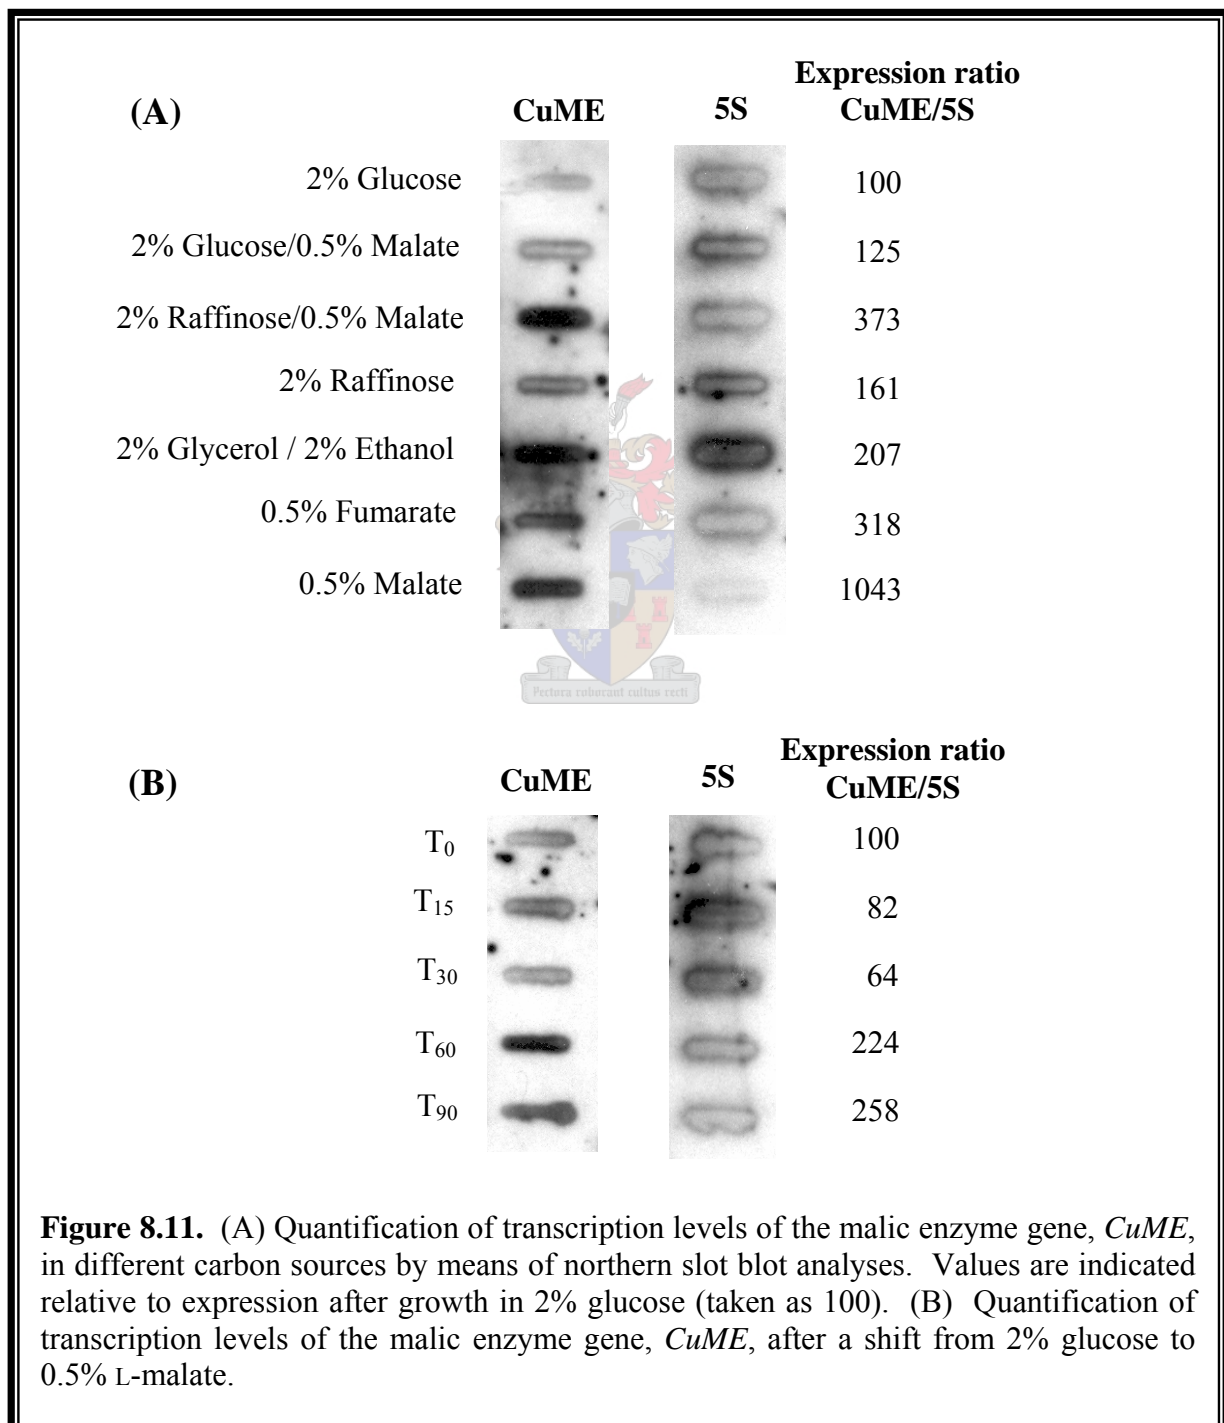 (A) CuME 5S Expression ratio CuME/5S
2% Glucose 100
2% Glucose/0.5% Malate 125
2% Raffinose/0.5% Malate 373
2% Raffinose 161
2% Glycerol / 2% Ethanol 207
0.5% Fumarate 318
0.5% Malate 1043
Pectora roborant cultus recti
(B) CuME 5S Expression ratio CuME/5S
T0 100
T15 82
T30 64
T60 224
T90 258
Figure 8.11. (A) Quantification of transcription levels of the malic enzyme gene, CuME,
in different carbon sources by means of northern slot blot analyses. Values are indicated
relative to expression after growth in 2% glucose (taken as 100). (B) Quantification of
transcription levels of the malic enzyme gene, CuME, after a shift from 2% glucose to
0.5% L-malate.